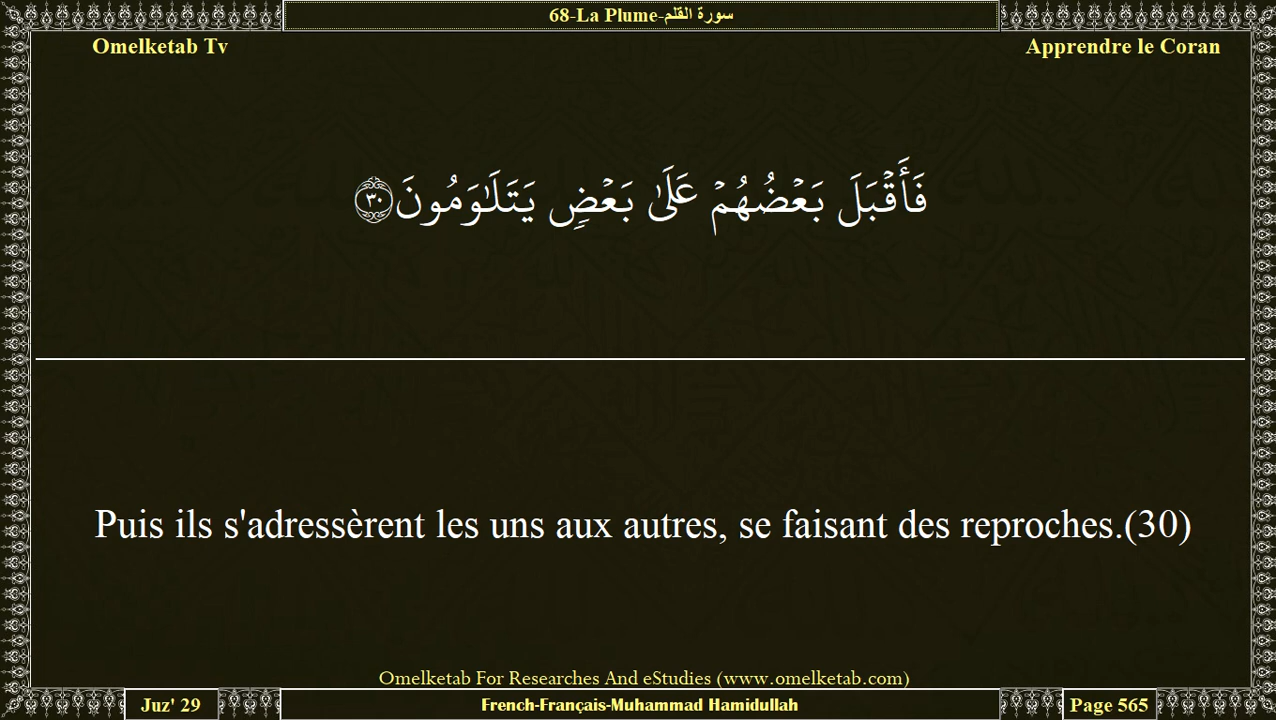 68-La Plume-سورة القلم
Omelketab Tv
Apprendre le Coran
فَأَقْبَلَ بَعْضُهُمْ عَلَىٰ بَعْضٍ يَتَلَٰوَمُونَ ٣٠
Puis ils s'adressèrent les uns aux autres, se faisant des reproches.(30)
Omelketab For Researches And eStudies (www.omelketab.com)
Juz' 29
French-Français-Muhammad Hamidullah
Page 565